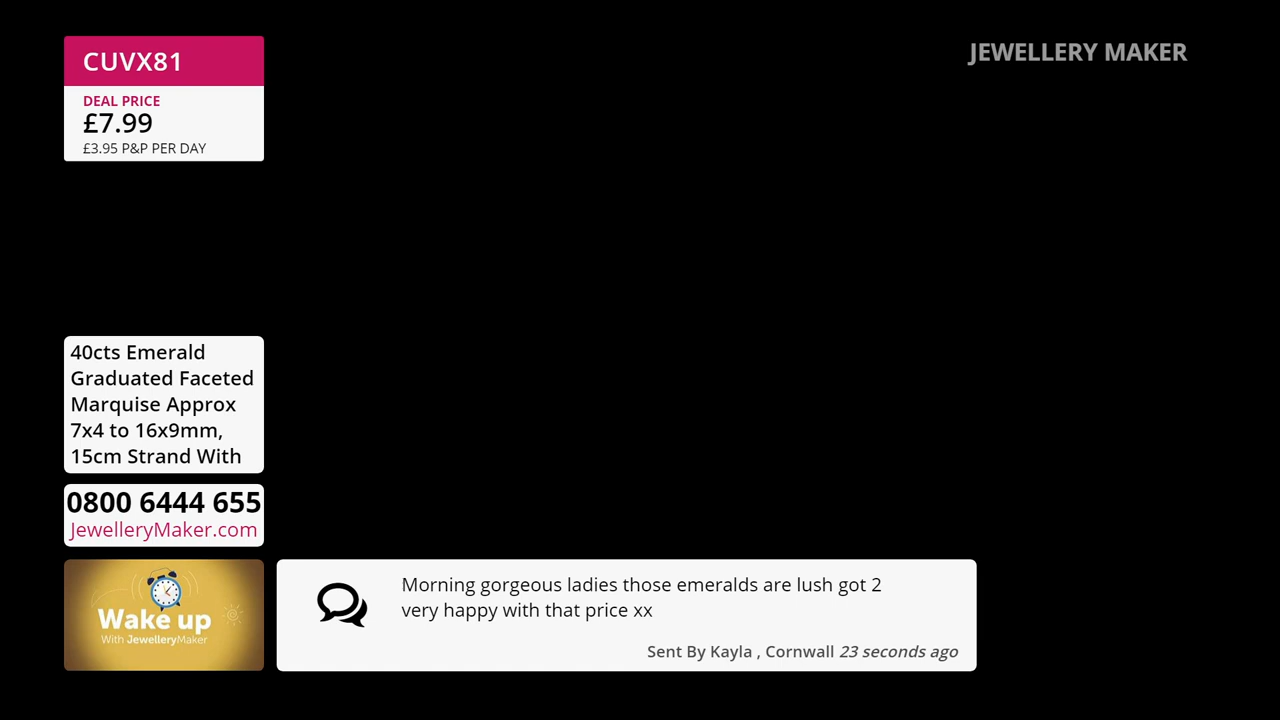 CUVX81
DEAL PRICE
£7.99
£3.95 P&P PER DAY
JEWELLERY MAKER
40cts Emerald
Graduated Faceted
Marquise Approx
7x4 to 16x9mm,
15cm Strand With
0800 6444 655
JewelleryMaker.com
Wake up
With JewelleryMaker
Morning gorgeous ladies those emeralds are lush got 2
very happy with that price xx
Sent By Kayla , Cornwall 23 seconds ago